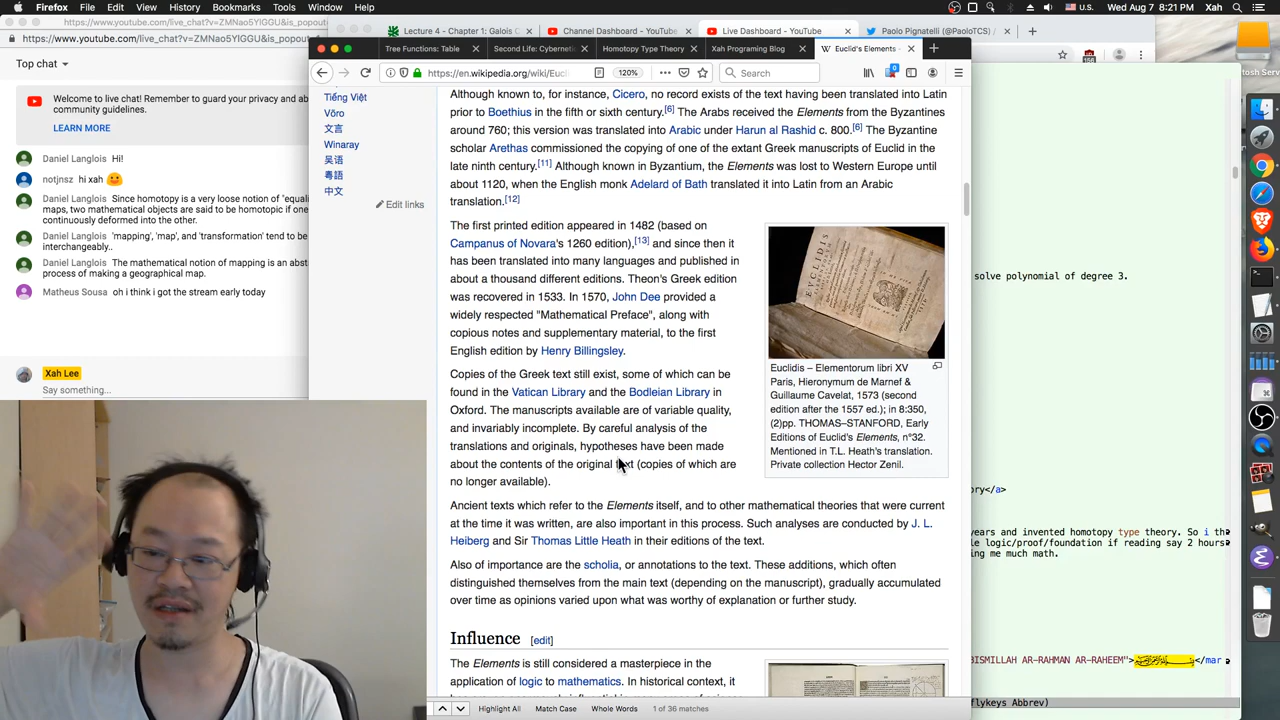 Firefox File Edit View History Bookmarks Tools Window Help
Wed Aug 7 8:21 PM Xah
https://www.youtube.com/live_chat?v=ZMNao5YlGGU&is_popout=
https://www.youtube.com/live_chat?v=ZMNao5YlGGU&is_popout
Lecture 4 – Chapter 1: Galois C
Channel Dashboard - YouTube
Live Dashboard - YouTube
Paolo Pignatelli (@PaoloTCS)
Tree Functions: Table
Second Life: Cyberneti
Homotopy Type Theory
Xah Programing Blog
Euclid's Elements -
https://en.wikipedia.org/wiki/Eucli
120%
Search
Top chat
Welcome to live chat! Remember to guard your privacy and ab
community guidelines.
LEARN MORE
Daniel Langlois Hi!
notjnsz hi xah
Daniel Langlois Since homotopy is a very loose notion of "equali
maps, two mathematical objects are said to be homotopic if one
continuously deformed into the other.
Daniel Langlois 'mapping', 'map', and 'transformation' tend to be
interchangeably..
Daniel Langlois The mathematical notion of mapping is an abst
process of making a geographical map.
Matheus Sousa oh i think i got the stream early today
Xah Lee
Say something...
Tiếng Việt
Võro
文言
Winaray
吴语
粵語
中文
Edit links
Although known to, for instance, Cicero, no record exists of the text having been translated into Latin
prior to Boethius in the fifth or sixth century.[6] The Arabs received the Elements from the Byzantines
around 760; this version was translated into Arabic under Harun al Rashid c. 800.[6] The Byzantine
scholar Arethas commissioned the copying of one of the extant Greek manuscripts of Euclid in the
late ninth century.[11] Although known in Byzantium, the Elements was lost to Western Europe until
about 1120, when the English monk Adelard of Bath translated it into Latin from an Arabic
translation.[12]
The first printed edition appeared in 1482 (based on
Campanus of Novara's 1260 edition),[13] and since then it
has been translated into many languages and published in
about a thousand different editions. Theon's Greek edition
was recovered in 1533. In 1570, John Dee provided a
widely respected "Mathematical Preface", along with
copious notes and supplementary material, to the first
English edition by Henry Billingsley.
Copies of the Greek text still exist, some of which can be
found in the Vatican Library and the Bodleian Library in
Oxford. The manuscripts available are of variable quality,
and invariably incomplete. By careful analysis of the
translations and originals, hypotheses have been made
about the contents of the original text (copies of which are
no longer available).
EUCLIDIS
Euclidis – Elementorum libri XV
Paris, Hieronymum de Marnef &
Guillaume Cavelat, 1573 (second
edition after the 1557 ed.); in 8:350,
(2)pp. THOMAS–STANFORD, Early
Editions of Euclid's Elements, n°32.
Mentioned in T.L. Heath's translation.
Private collection Hector Zenil.
Ancient texts which refer to the Elements itself, and to other mathematical theories that were current
at the time it was written, are also important in this process. Such analyses are conducted by J. L.
Heiberg and Sir Thomas Little Heath in their editions of the text.
Also of importance are the scholia, or annotations to the text. These additions, which often
distinguished themselves from the main text (depending on the manuscript), gradually accumulated
over time as opinions varied upon what was worthy of explanation or further study.
Influence [edit]
The Elements is still considered a masterpiece in the
application of logic to mathematics. In historical context, it
Highlight All Match Case Whole Words 1 of 36 matches
solve polynomial of degree 3.
ory</a>
years and invented homotopy type theory. So i th
le logic/proof/foundation if reading say 2 hours
ing me much math.
BISMILLAH AR-RAHMAN AR-RAHEEM">
</mar
flykeys Abbrev)
tosh Serve